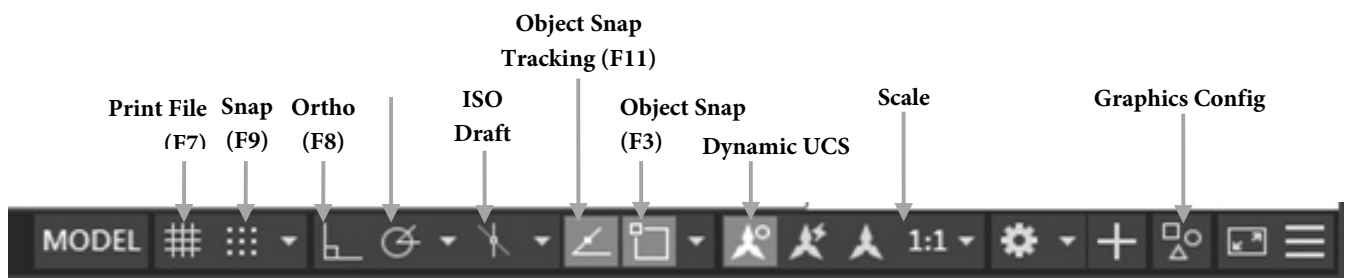 Object Snap
Tracking (F11)
Print File
(F7)
Snap
(F9)
Ortho
(F8)
ISO
Draft
Object Snap
(F3)
Dynamic UCS
Scale
Graphics Config
MODEL
1:1